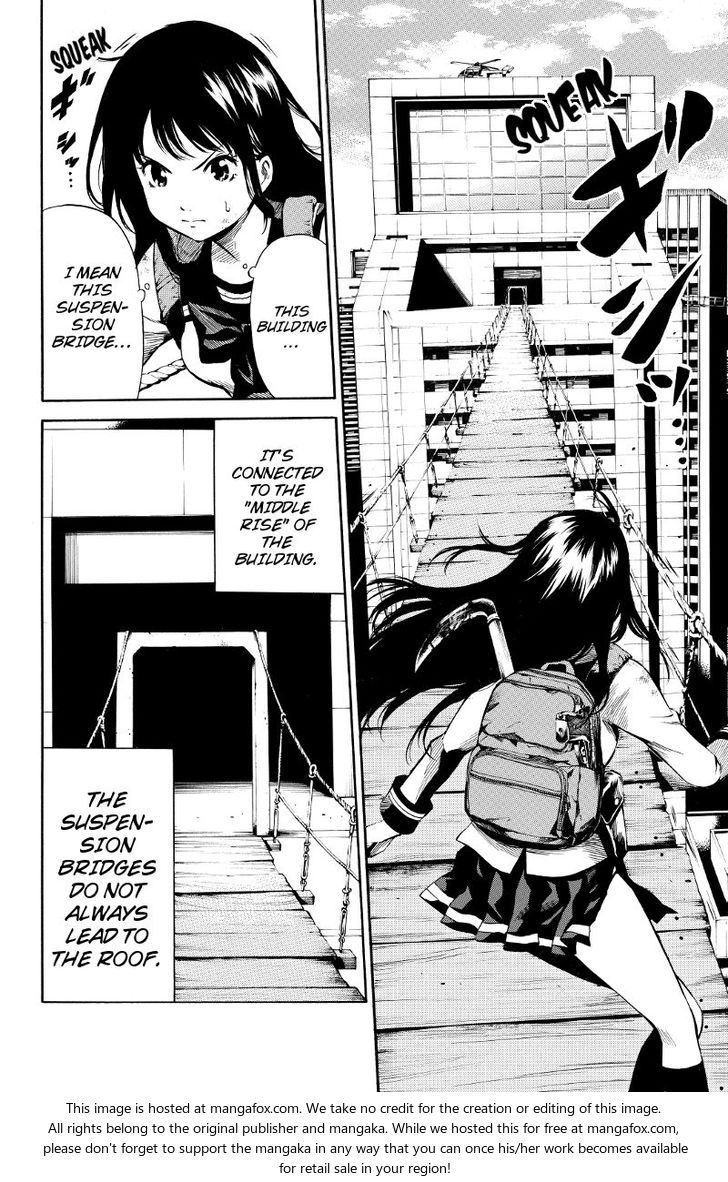 SQUEAK
ギ
シ
SQUEAK
ギシッ…
THIS
BUILDING
...
I MEAN
THIS
SUSPEN-
SION
BRIDGE...
IT'S
CONNECTED
TO THE
"MIDDLE
RISE" OF
THE
BUILDING.
THE
SUSPEN-
SION
BRIDGES
DO NOT
ALWAYS
LEAD TO
THE ROOF.
This image is hosted at mangafox.com. We take no credit for the creation or editing of this image.
All rights belong to the original publisher and mangaka. While we hosted this for free at mangafox.com,
please don't forget to support the mangaka in any way that you can once his/her work becomes available
for retail sale in your region!